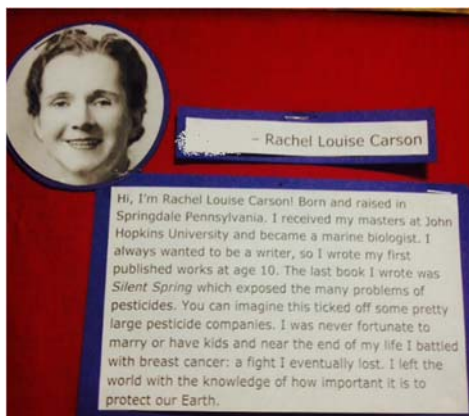 – Rachel Louise Carson
Hi, I'm Rachel Louise Carson! Born and raised in
Springdale Pennsylvania. I received my masters at John
Hopkins University and became a marine biologist. I
always wanted to be a writer, so I wrote my first
published works at age 10. The last book I wrote was
Silent Spring which exposed the many problems of
pesticides. You can imagine this ticked off some pretty
large pesticide companies. I was never fortunate to
marry or have kids and near the end of my life I battled
with breast cancer: a fight I eventually lost. I left the
world with the knowledge of how important it is to
protect our Earth.